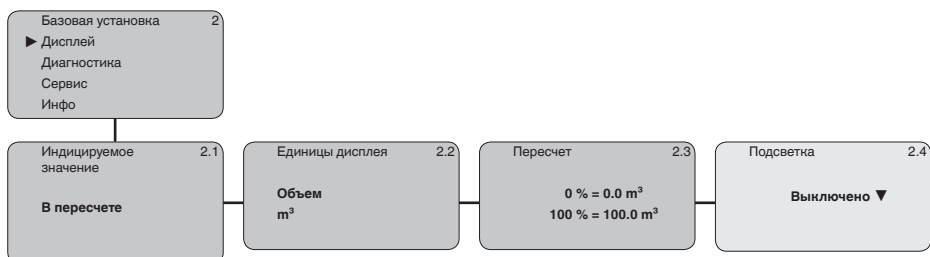 Базовая установка 2
▶ Дисплей
Диагностика
Сервис
Инфо
Индицируемое 2.1
значение
В пересчете
Единицы дисплея 2.2
Объем
m³
Пересчет 2.3
0 % = 0.0 m³
100 % = 100.0 m³
Подсветка 2.4
Выключено ▼